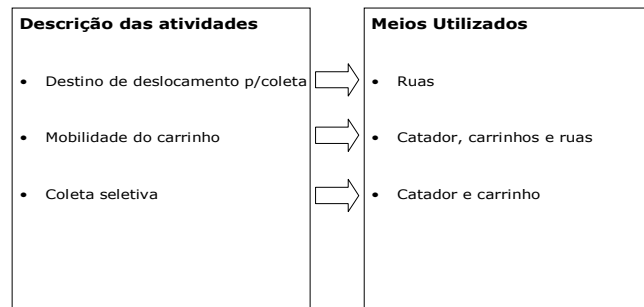 Descrição das atividades
• Destino de deslocamento p/coleta
• Mobilidade do carrinho
• Coleta seletiva
Meios Utilizados
• Ruas
• Catador, carrinhos e ruas
• Catador e carrinho